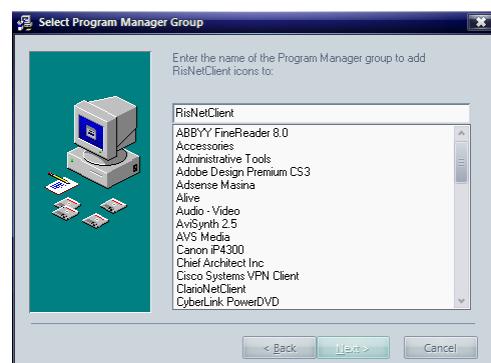 Select Program Manager Group
Enter the name of the Program Manager group to add
RisNetClient icons to:
RisNetClient
ABBYY FineReader 8.0
Accessories
Administrative Tools
Adobe Design Premium CS3
Adsense Masina
Alive
Audio - Video
AviSynth 2.5
AVS Media
Canon iP4300
Chief Architect Inc
Cisco Systems VPN Client
ClarioNetClient
CyberLink PowerDVD
< Back
Next >
Cancel